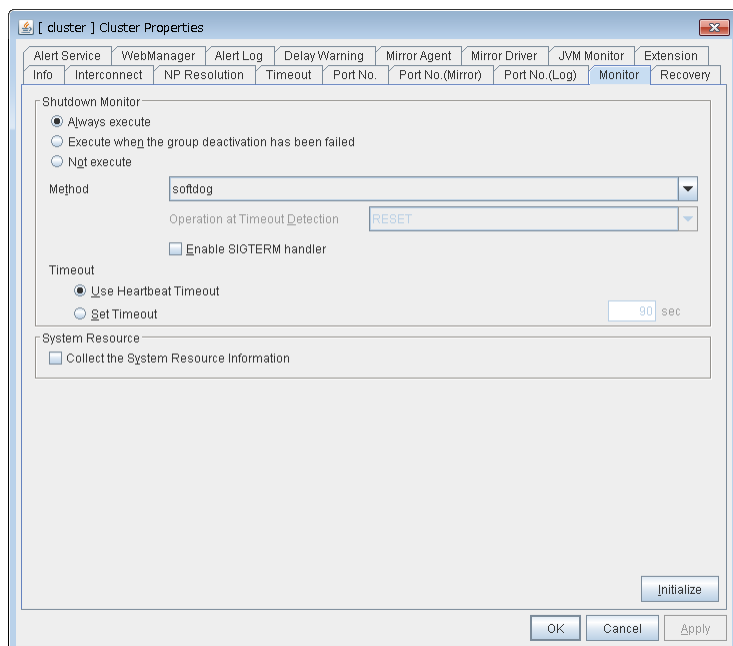 [ cluster ] Cluster Properties
Alert Service WebManager Alert Log Delay Warning Mirror Agent Mirror Driver JVM Monitor Extension
Info Interconnect NP Resolution Timeout Port No. Port No.(Mirror) Port No.(Log) Monitor Recovery
Shutdown Monitor
Always execute
Execute when the group deactivation has been failed
Not execute
Method softdog
Operation at Timeout Detection RESET
Enable SIGTERM handler
Timeout
Use Heartbeat Timeout
Set Timeout 90 sec
System Resource
Collect the System Resource Information
Initialize
OK Cancel Apply